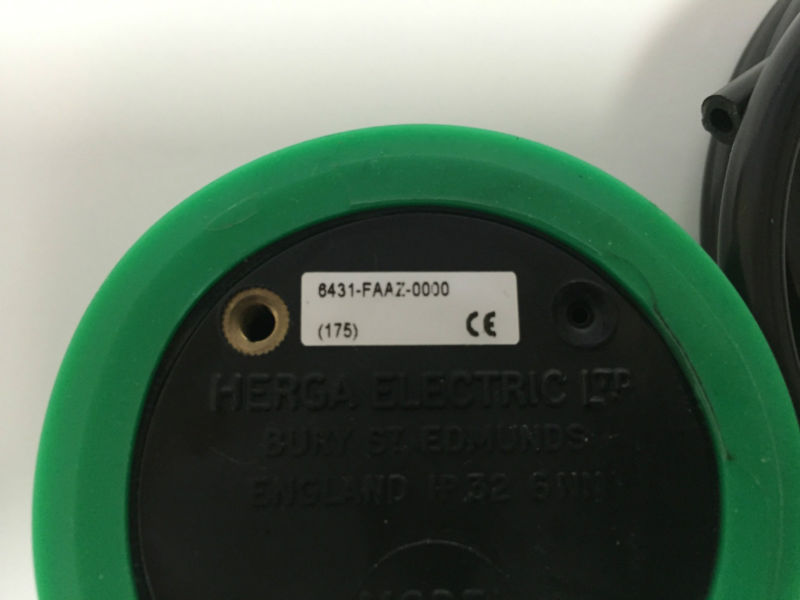 6431-FAAZ-0000
(175) CE
HERGA ELECTRIC LTD
BURY ST. EDMUNDS
ENGLAND IP32 6NN